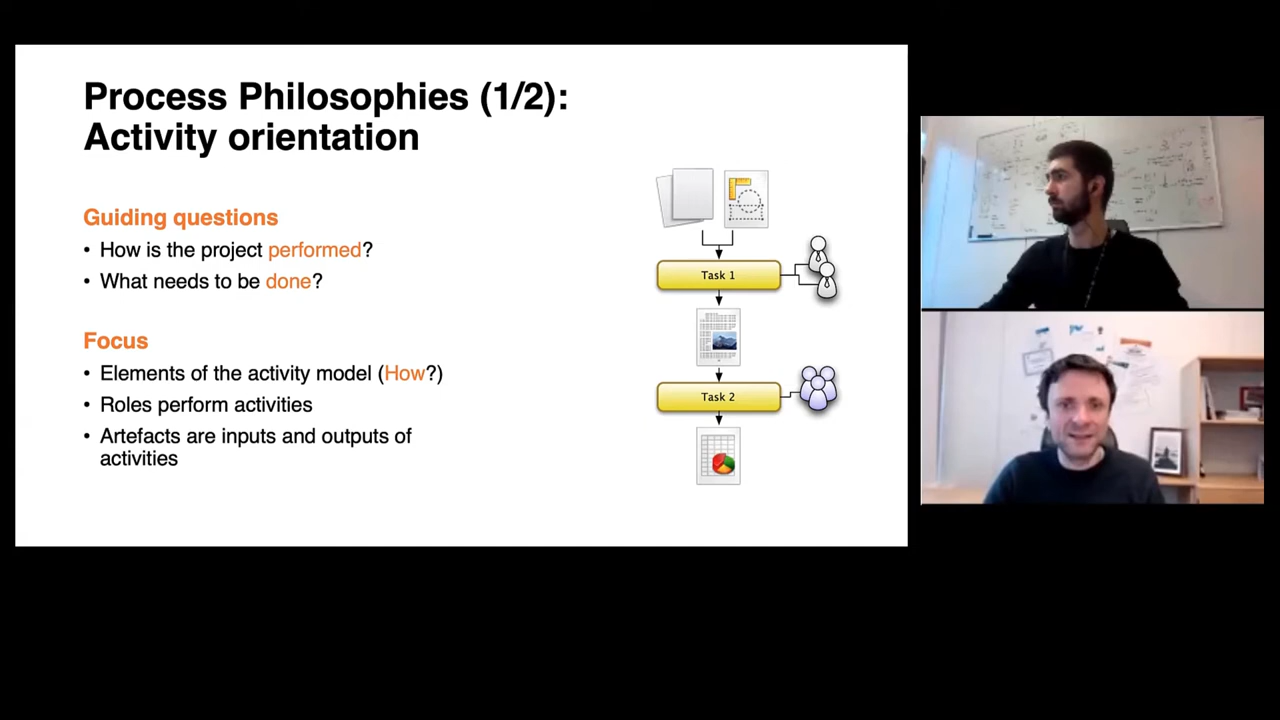 Process Philosophies (1/2):
Activity orientation
Guiding questions
• How is the project performed?
• What needs to be done?
Focus
• Elements of the activity model (How?)
• Roles perform activities
• Artefacts are inputs and outputs of
activities
Task 1
Task 2